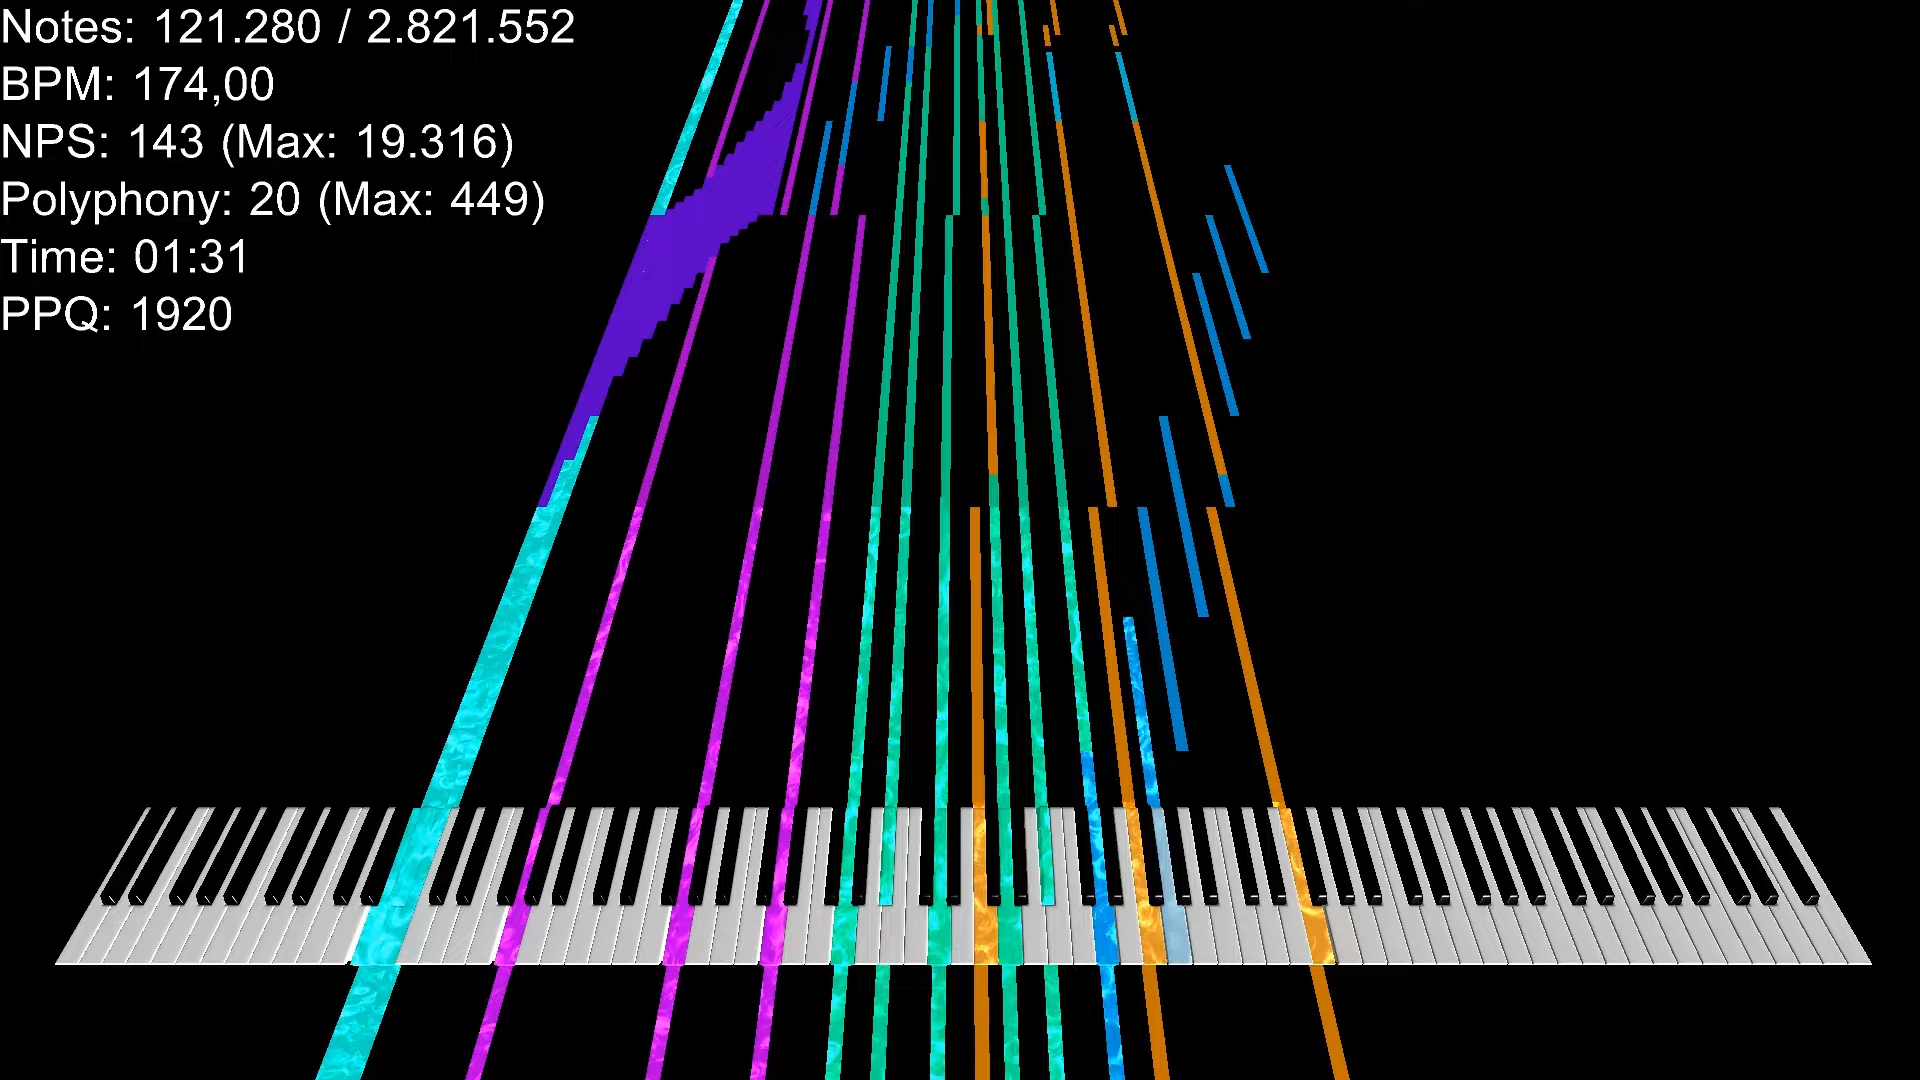 Notes: 121.280 / 2.821.552
BPM: 174,00
NPS: 143 (Max: 19.316)
Polyphony: 20 (Max: 449)
Time: 01:31
PPQ: 1920